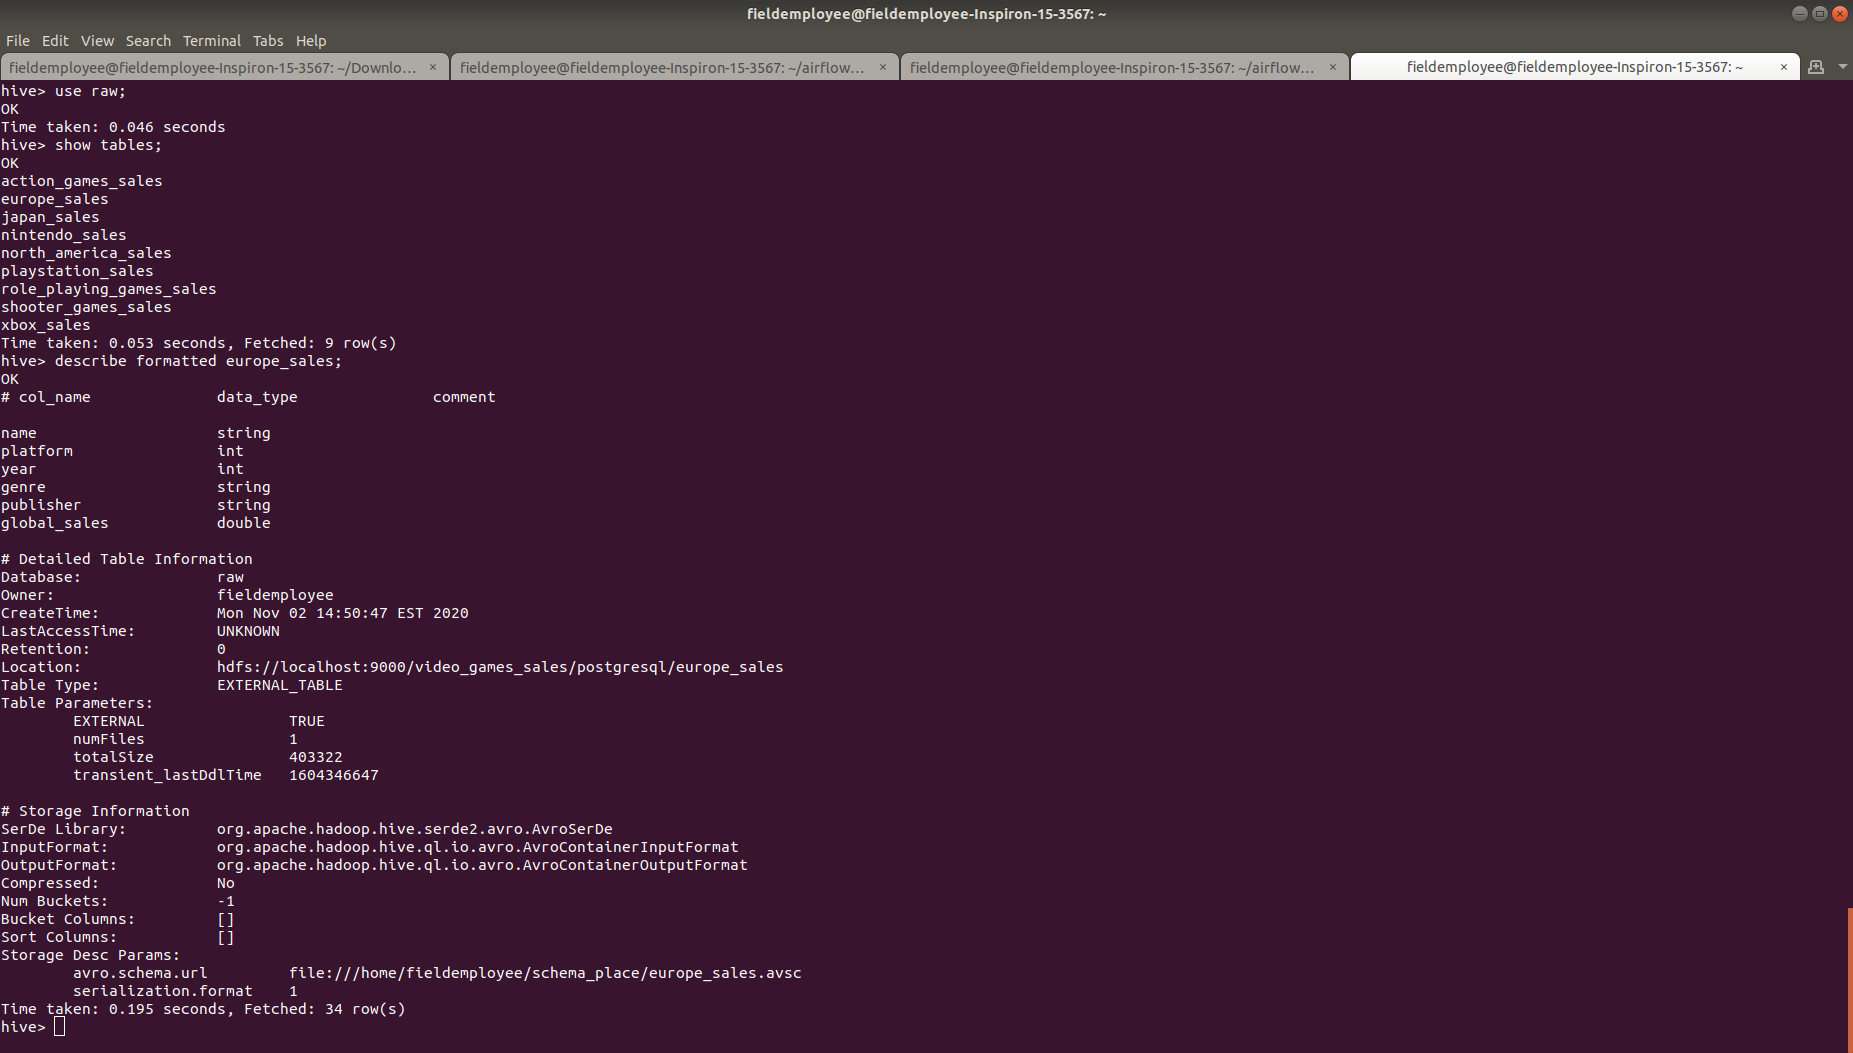 fieldemployee@fieldemployee-Inspiron-15-3567: ~
File Edit View Search Terminal Tabs Help
fieldemployee@fieldemployee-Inspiron-15-3567: ~/Downlo... × fieldemployee@fieldemployee-Inspiron-15-3567: ~/airflow... × fieldemployee@fieldemployee-Inspiron-15-3567: ~/airflow... × fieldemployee@fieldemployee-Inspiron-15-3567: ~ ×
hive> use raw;
OK
Time taken: 0.046 seconds
hive> show tables;
OK
action_games_sales
europe_sales
japan_sales
nintendo_sales
north_america_sales
playstation_sales
role_playing_games_sales
shooter_games_sales
xbox_sales
Time taken: 0.053 seconds, Fetched: 9 row(s)
hive> describe formatted europe_sales;
OK
# col_name data_type comment
name string
platform int
year int
genre string
publisher string
global_sales double
# Detailed Table Information
Database: raw
Owner: fieldemployee
CreateTime: Mon Nov 02 14:50:47 EST 2020
LastAccessTime: UNKNOWN
Retention: 0
Location: hdfs://localhost:9000/video_games_sales/postgresql/europe_sales
Table Type: EXTERNAL_TABLE
Table Parameters:
EXTERNAL TRUE
numFiles 1
totalSize 403322
transient_lastDdlTime 1604346647
# Storage Information
SerDe Library: org.apache.hadoop.hive.serde2.avro.AvroSerDe
InputFormat: org.apache.hadoop.hive.ql.io.avro.AvroContainerInputFormat
OutputFormat: org.apache.hadoop.hive.ql.io.avro.AvroContainerOutputFormat
Compressed: No
Num Buckets: -1
Bucket Columns: []
Sort Columns: []
Storage Desc Params:
avro.schema.url file:///home/fieldemployee/schema_place/europe_sales.avsc
serialization.format 1
Time taken: 0.195 seconds, Fetched: 34 row(s)
hive>